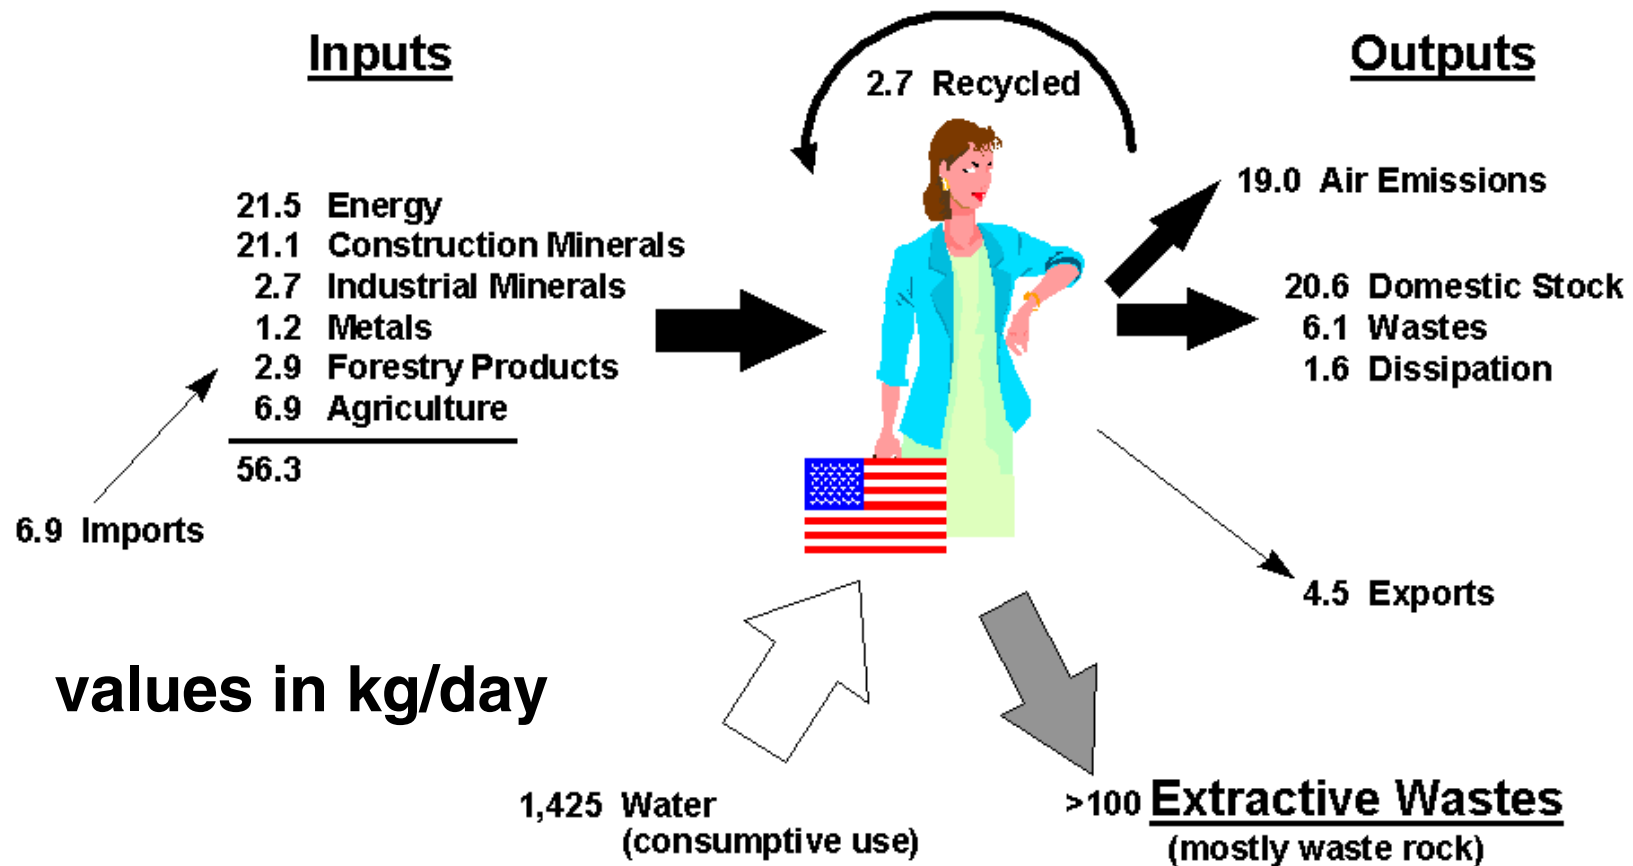 Inputs
21.5 Energy
21.1 Construction Minerals
2.7 Industrial Minerals
1.2 Metals
2.9 Forestry Products
6.9 Agriculture
56.3
6.9 Imports
values in kg/day
2.7 Recycled
1,425 Water
(consumptive use)
Outputs
19.0 Air Emissions
20.6 Domestic Stock
6.1 Wastes
1.6 Dissipation
4.5 Exports
>100 Extractive Wastes
(mostly waste rock)